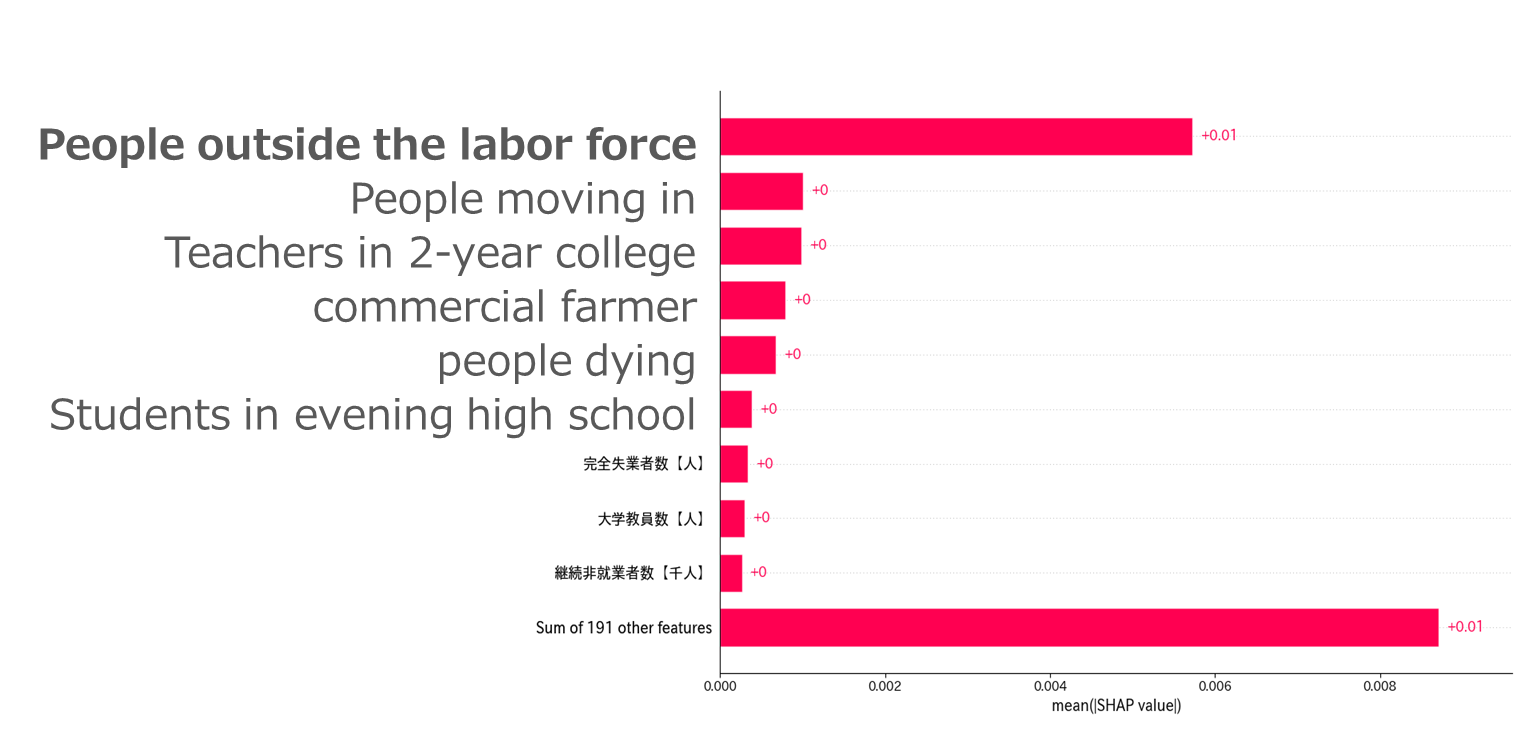 People outside the labor force +0.01
People moving in +0
Teachers in 2-year college +0
commercial farmer +0
people dying +0
Students in evening high school +0
完全失業者数【人】 +0
大学教員数【人】 +0
継続非就業者数【千人】 +0
Sum of 191 other features +0.01
0.000 0.002 0.004 0.006 0.008
mean(|SHAP value|)